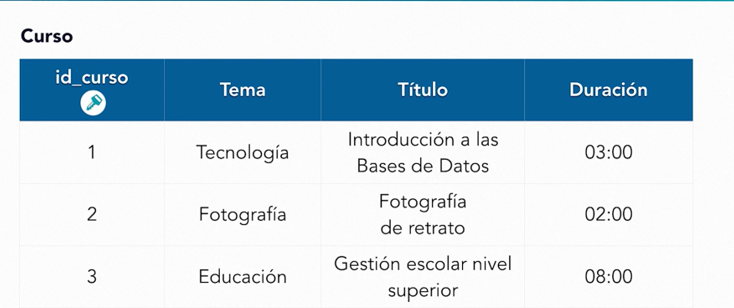 Curso
id_curso Tema Título Duración
1 Tecnología Introducción a las Bases de Datos 03:00
2 Fotografía Fotografía de retrato 02:00
3 Educación Gestión escolar nivel superior 08:00